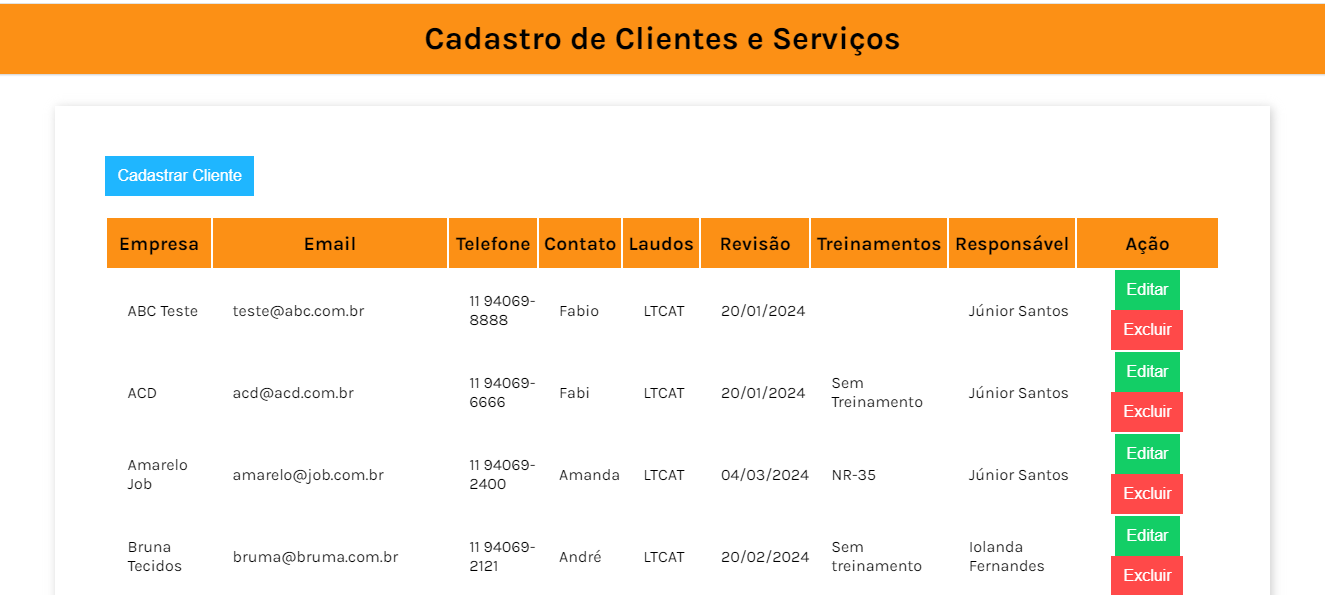 Cadastro de Clientes e Serviços
Cadastrar Cliente
Empresa Email Telefone Contato Laudos Revisão Treinamentos Responsável Ação
ABC Teste teste@abc.com.br 11 94069-8888 Fabio LTCAT 20/01/2024 Júnior Santos Editar Excluir
ACD acd@acd.com.br 11 94069-6666 Fabi LTCAT 20/01/2024 Sem Treinamento Júnior Santos Editar Excluir
Amarelo Job amarelo@job.com.br 11 94069-2400 Amanda LTCAT 04/03/2024 NR-35 Júnior Santos Editar Excluir
Bruna Tecidos bruma@bruma.com.br 11 94069-2121 André LTCAT 20/02/2024 Sem treinamento Iolanda Fernandes Editar Excluir